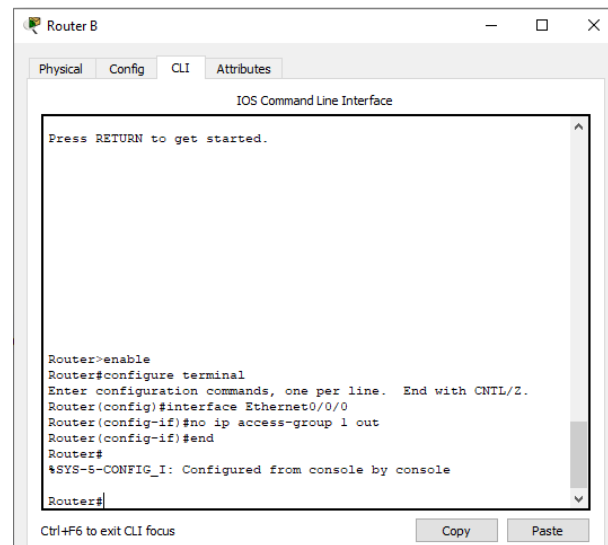 Router B
Physical Config CLI Attributes
IOS Command Line Interface
Press RETURN to get started.
Router>enable
Router#configure terminal
Enter configuration commands, one per line.  End with CNTL/Z.
Router(config)#interface Ethernet0/0/0
Router(config-if)#no ip access-group 1 out
Router(config-if)#end
Router#
%SYS-5-CONFIG_I: Configured from console by console
Router#
Ctrl+F6 to exit CLI focus
Copy Paste